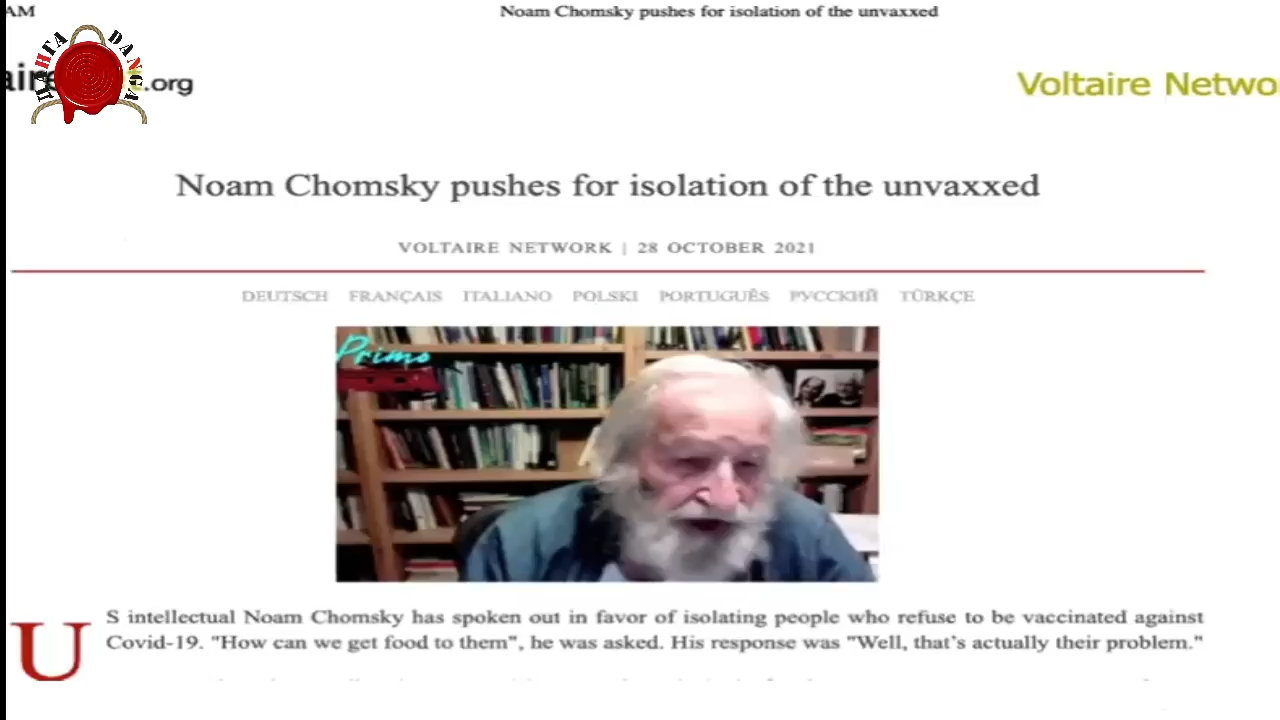 AM Noam Chomsky pushes for isolation of the unvaxxed
DANGA
.org
Voltaire Netwo
Noam Chomsky pushes for isolation of the unvaxxed
VOLTAIRE NETWORK | 28 OCTOBER 2021
DEUTSCH FRANÇAIS ITALIANO POLSKI PORTUGUÊS РУССКИЙ TÜRKÇE
Primo
US intellectual Noam Chomsky has spoken out in favor of isolating people who refuse to be vaccinated against
Covid-19. "How can we get food to them", he was asked. His response was "Well, that's actually their problem."